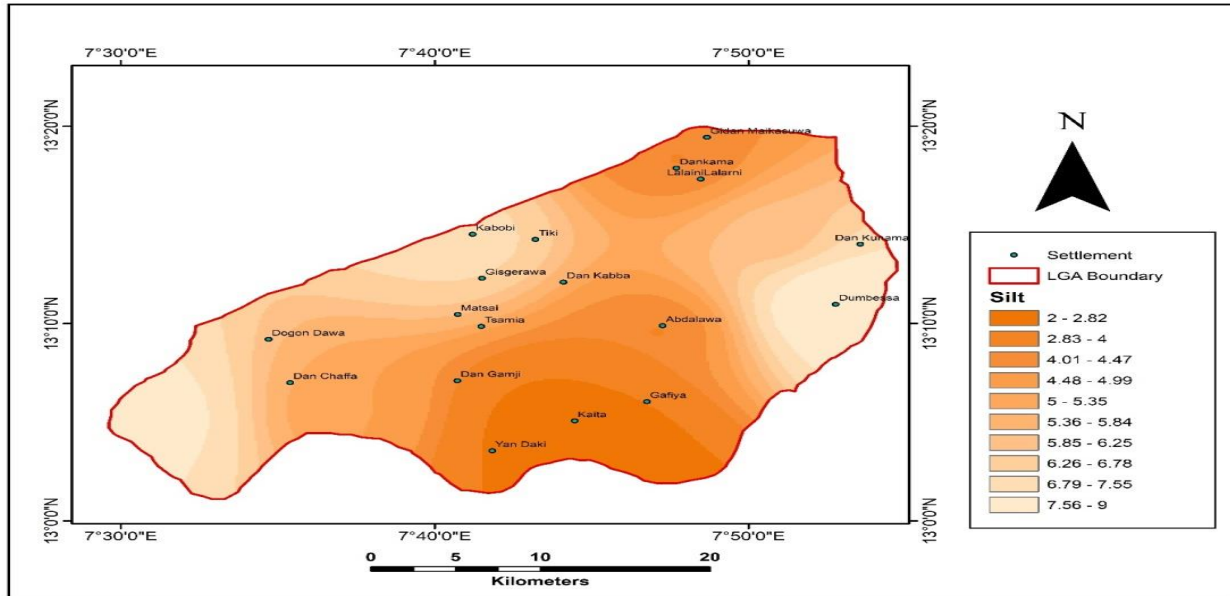 7°30'0"E 7°40'0"E 7°50'0"E
13°20'0"N 13°20'0"N
Gidan Maikasuwa
Dankama
LalainiLalarni
N
Kabobi
Tiki
Dan Kunama
Gisgerawa
Dan Kabba
Dumbessa
Matsai
Tsamia
Abdalawa
13°10'0"N 13°10'0"N
Dogon Dawa
Dan Chaffa
Dan Gamji
Gafiya
Kaita
Yan Daki
13°0'0"N 13°0'0"N
7°30'0"E 7°40'0"E 7°50'0"E
0 5 10 20
Kilometers
Settlement
LGA Boundary
Silt
2 - 2.82
2.83 - 4
4.01 - 4.47
4.48 - 4.99
5 - 5.35
5.36 - 5.84
5.85 - 6.25
6.26 - 6.78
6.79 - 7.55
7.56 - 9